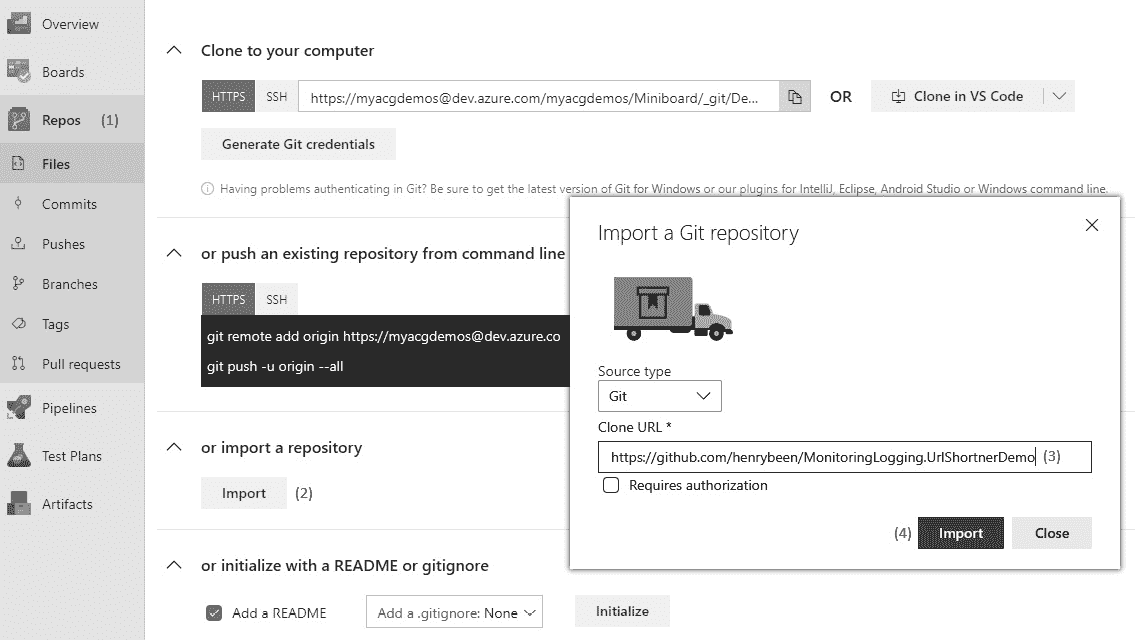 Overview
Boards
Repos (1)
Files
Commits
Pushes
Branches
Tags
Pull requests
Pipelines
Test Plans
Artifacts
Clone to your computer
HTTPS SSH https://myacgdemos@dev.azure.com/myacgdemos/Miniboard/_git/De... OR Clone in VS Code
Generate Git credentials
Having problems authenticating in Git? Be sure to get the latest version of Git for Windows or our plugins for IntelliJ, Eclipse, Android Studio or Windows command line.
or push an existing repository from command line
HTTPS SSH
git remote add origin https://myacgdemos@dev.azure.co
git push -u origin --all
or import a repository
Import (2)
or initialize with a README or gitignore
Add a README Add a .gitignore: None Initialize
Import a Git repository
Source type
Git
Clone URL *
https://github.com/henrybeen/MonitoringLogging.UrlShortnerDemo (3)
Requires authorization
(4) Import Close